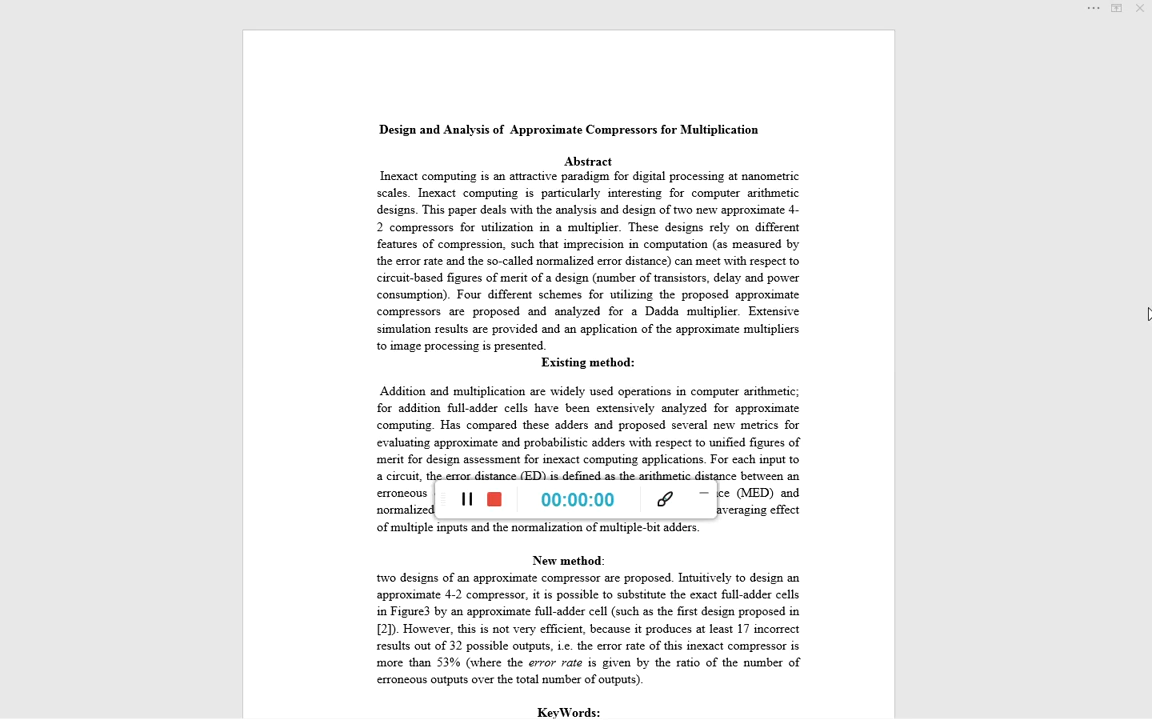 Design and Analysis of Approximate Compressors for Multiplication
Abstract
Inexact computing is an attractive paradigm for digital processing at nanometric
scales. Inexact computing is particularly interesting for computer arithmetic
designs. This paper deals with the analysis and design of two new approximate 4-
2 compressors for utilization in a multiplier. These designs rely on different
features of compression, such that imprecision in computation (as measured by
the error rate and the so-called normalized error distance) can meet with respect to
circuit-based figures of merit of a design (number of transistors, delay and power
consumption). Four different schemes for utilizing the proposed approximate
compressors are proposed and analyzed for a Dadda multiplier. Extensive
simulation results are provided and an application of the approximate multipliers
to image processing is presented.
Existing method:
Addition and multiplication are widely used operations in computer arithmetic;
for addition full-adder cells have been extensively analyzed for approximate
computing. Has compared these adders and proposed several new metrics for
evaluating approximate and probabilistic adders with respect to unified figures of
merit for design assessment for inexact computing applications. For each input to
a circuit, the error distance (ED) is defined as the arithmetic distance between an
erroneous (MED) and
normalized averaging effect
00:00:00
of multiple inputs and the normalization of multiple-bit adders.
New method:
two designs of an approximate compressor are proposed. Intuitively to design an
approximate 4-2 compressor, it is possible to substitute the exact full-adder cells
in Figure3 by an approximate full-adder cell (such as the first design proposed in
[2]). However, this is not very efficient, because it produces at least 17 incorrect
results out of 32 possible outputs, i.e. the error rate of this inexact compressor is
more than 53% (where the error rate is given by the ratio of the number of
erroneous outputs over the total number of outputs).
KeyWords: